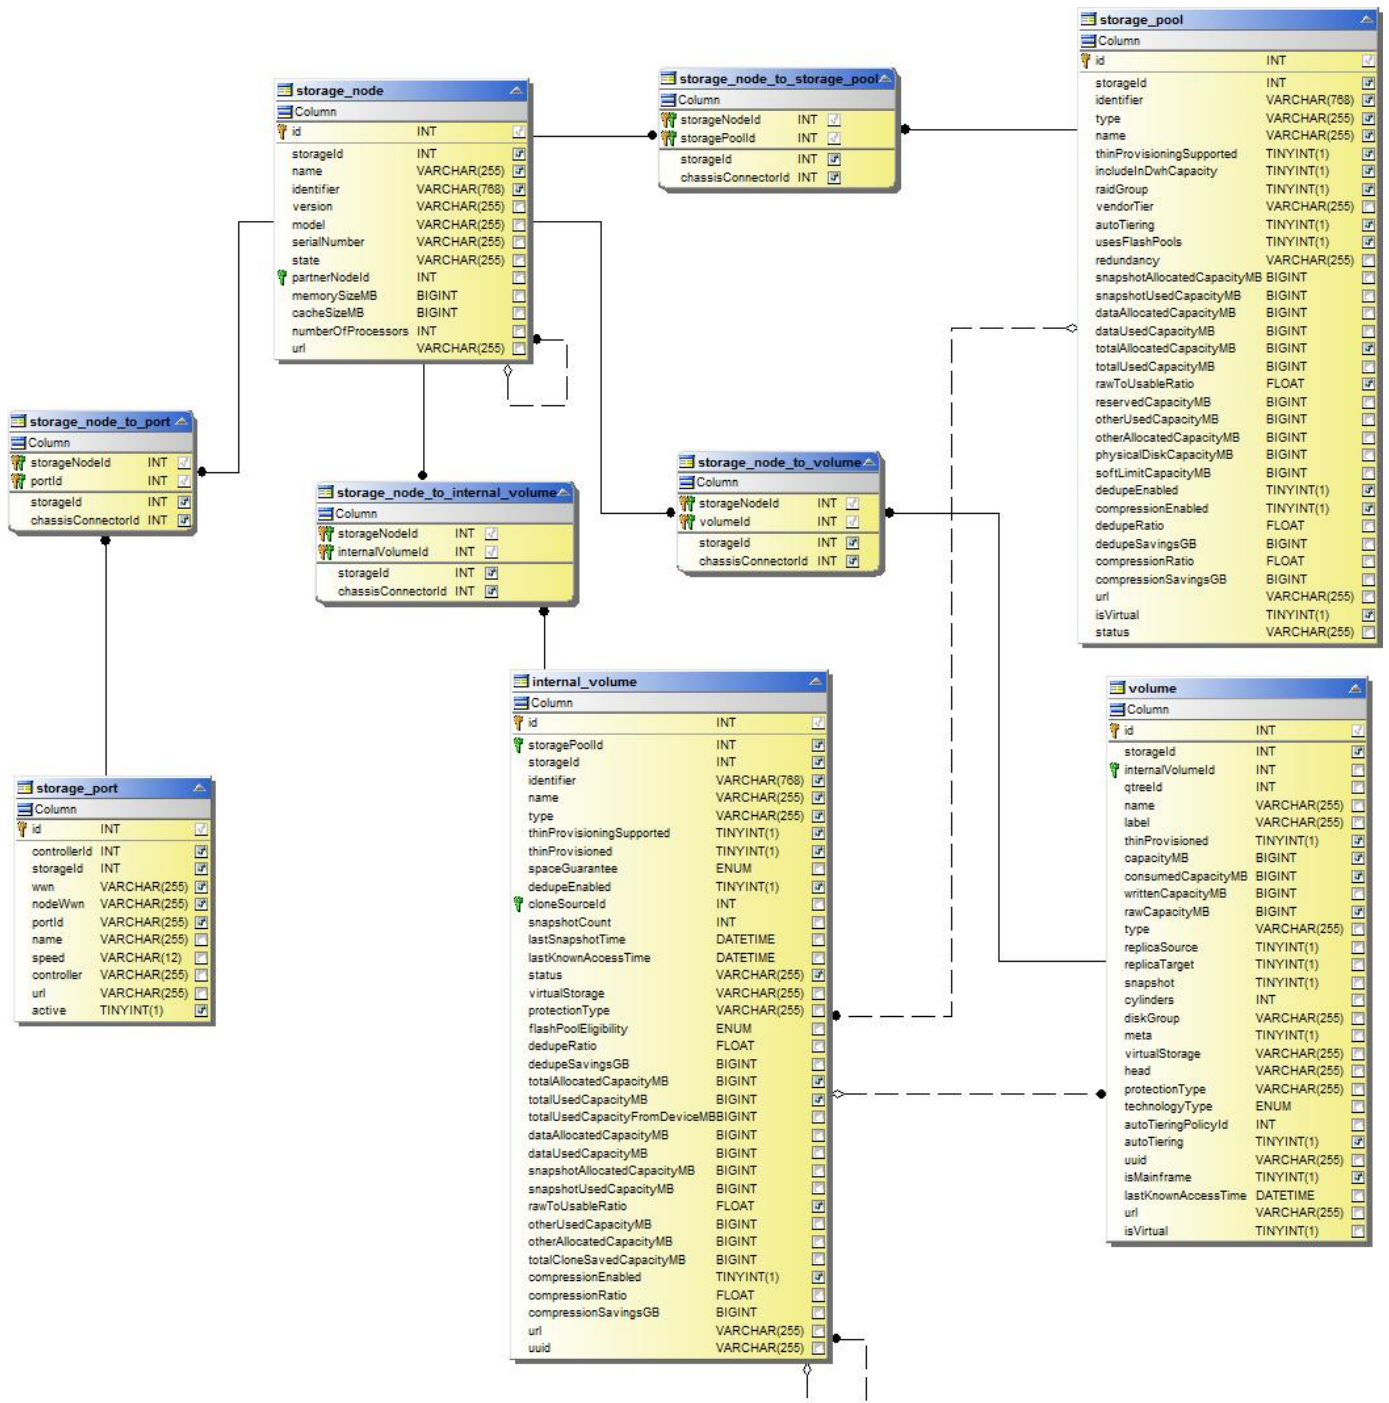 storage_pool
Column
id INT
storageId INT
identifier VARCHAR(768)
type VARCHAR(255)
name VARCHAR(255)
thinProvisioningSupported TINYINT(1)
includeInDwhCapacity TINYINT(1)
raidGroup TINYINT(1)
vendorTier VARCHAR(255)
autoTiering TINYINT(1)
usesFlashPools TINYINT(1)
redundancy VARCHAR(255)
snapshotAllocatedCapacityMB BIGINT
snapshotUsedCapacityMB BIGINT
dataAllocatedCapacityMB BIGINT
dataUsedCapacityMB BIGINT
totalAllocatedCapacityMB BIGINT
totalUsedCapacityMB BIGINT
rawToUsableRatio FLOAT
reservedCapacityMB BIGINT
otherUsedCapacityMB BIGINT
otherAllocatedCapacityMB BIGINT
physicalDiskCapacityMB BIGINT
softLimitCapacityMB BIGINT
dedupeEnabled TINYINT(1)
compressionEnabled TINYINT(1)
dedupeRatio FLOAT
dedupeSavingsGB BIGINT
compressionRatio FLOAT
compressionSavingsGB BIGINT
url VARCHAR(255)
isVirtual TINYINT(1)
status VARCHAR(255)
storage_node_to_storage_pool
Column
storageNodeId INT
storagePoolId INT
storageId INT
chassisConnectorId INT
storage_node
Column
id INT
storageId INT
name VARCHAR(255)
identifier VARCHAR(768)
version VARCHAR(255)
model VARCHAR(255)
serialNumber VARCHAR(255)
state VARCHAR(255)
partnerNodeId INT
memorySizeMB BIGINT
cacheSizeMB BIGINT
numberOfProcessors INT
url VARCHAR(255)
storage_node_to_port
Column
storageNodeId INT
portId INT
storageId INT
chassisConnectorId INT
storage_node_to_internal_volume
Column
storageNodeId INT
internalVolumeId INT
storageId INT
chassisConnectorId INT
storage_node_to_volume
Column
storageNodeId INT
volumeId INT
storageId INT
chassisConnectorId INT
internal_volume
Column
id INT
storagePoolId INT
storageId INT
identifier VARCHAR(768)
name VARCHAR(255)
type VARCHAR(255)
thinProvisioningSupported TINYINT(1)
thinProvisioned TINYINT(1)
spaceGuarantee ENUM
dedupeEnabled TINYINT(1)
cloneSourceId INT
snapshotCount INT
lastSnapshotTime DATETIME
lastKnownAccessTime DATETIME
status VARCHAR(255)
virtualStorage VARCHAR(255)
protectionType VARCHAR(255)
flashPoolEligibility ENUM
dedupeRatio FLOAT
dedupeSavingsGB BIGINT
totalAllocatedCapacityMB BIGINT
totalUsedCapacityMB BIGINT
totalUsedCapacityFromDeviceMB BIGINT
dataAllocatedCapacityMB BIGINT
dataUsedCapacityMB BIGINT
snapshotAllocatedCapacityMB BIGINT
snapshotUsedCapacityMB BIGINT
rawToUsableRatio FLOAT
otherUsedCapacityMB BIGINT
otherAllocatedCapacityMB BIGINT
totalCloneSavedCapacityMB BIGINT
compressionEnabled TINYINT(1)
compressionRatio FLOAT
compressionSavingsGB BIGINT
url VARCHAR(255)
uuid VARCHAR(255)
volume
Column
id INT
storageId INT
internalVolumeId INT
qtreeId INT
name VARCHAR(255)
label VARCHAR(255)
thinProvisioned TINYINT(1)
capacityMB BIGINT
consumedCapacityMB BIGINT
writtenCapacityMB BIGINT
rawCapacityMB BIGINT
type VARCHAR(255)
replicaSource TINYINT(1)
replicaTarget TINYINT(1)
snapshot TINYINT(1)
cylinders INT
diskGroup VARCHAR(255)
meta TINYINT(1)
virtualStorage VARCHAR(255)
head VARCHAR(255)
protectionType VARCHAR(255)
technologyType ENUM
autoTieringPolicyId INT
autoTiering TINYINT(1)
uuid VARCHAR(255)
isMainframe TINYINT(1)
lastKnownAccessTime DATETIME
url VARCHAR(255)
isVirtual TINYINT(1)
storage_port
Column
id INT
controllerId INT
storageId INT
wwn VARCHAR(255)
nodeWwn VARCHAR(255)
portId VARCHAR(255)
name VARCHAR(255)
speed VARCHAR(12)
controller VARCHAR(255)
url VARCHAR(255)
active TINYINT(1)